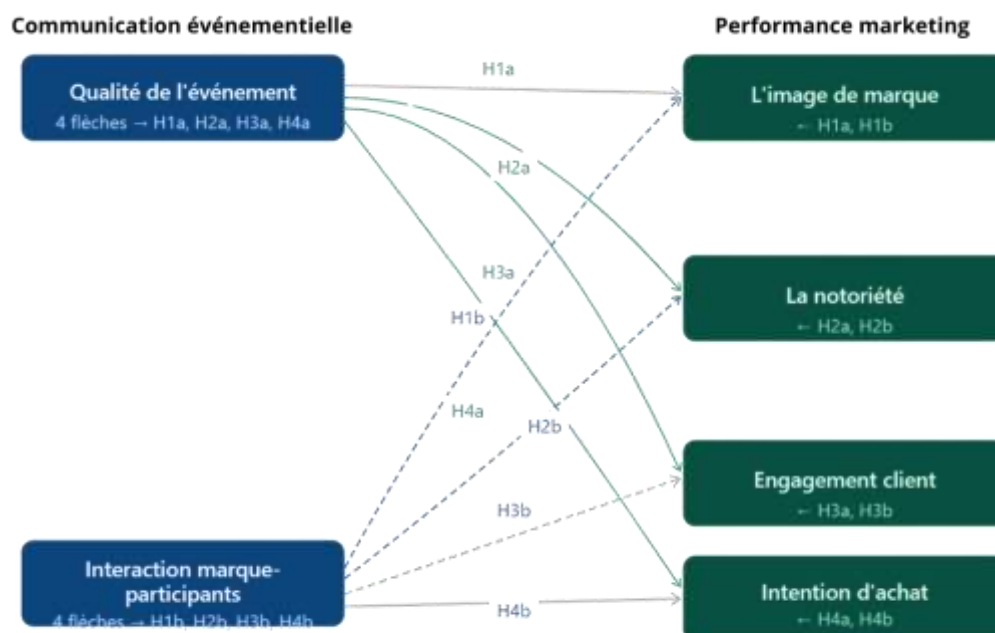 Communication événementielle
Performance marketing
Qualité de l'événement
4 flèches → H1a, H2a, H3a, H4a
H1a
L'image de marque
← H1a, H1b
H2a
H3a
La notoriété
← H2a, H2b
H1b
H4a
H2b
Engagement client
← H3a, H3b
H3b
Interaction marque-
participants
4 flèches → H1b, H2b, H3b, H4b
H4b
Intention d'achat
← H4a, H4b